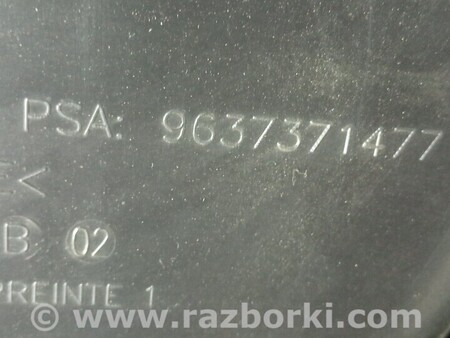 PSA: 9637371477
<
B 02
PREINTE 1
© www.razborki.com